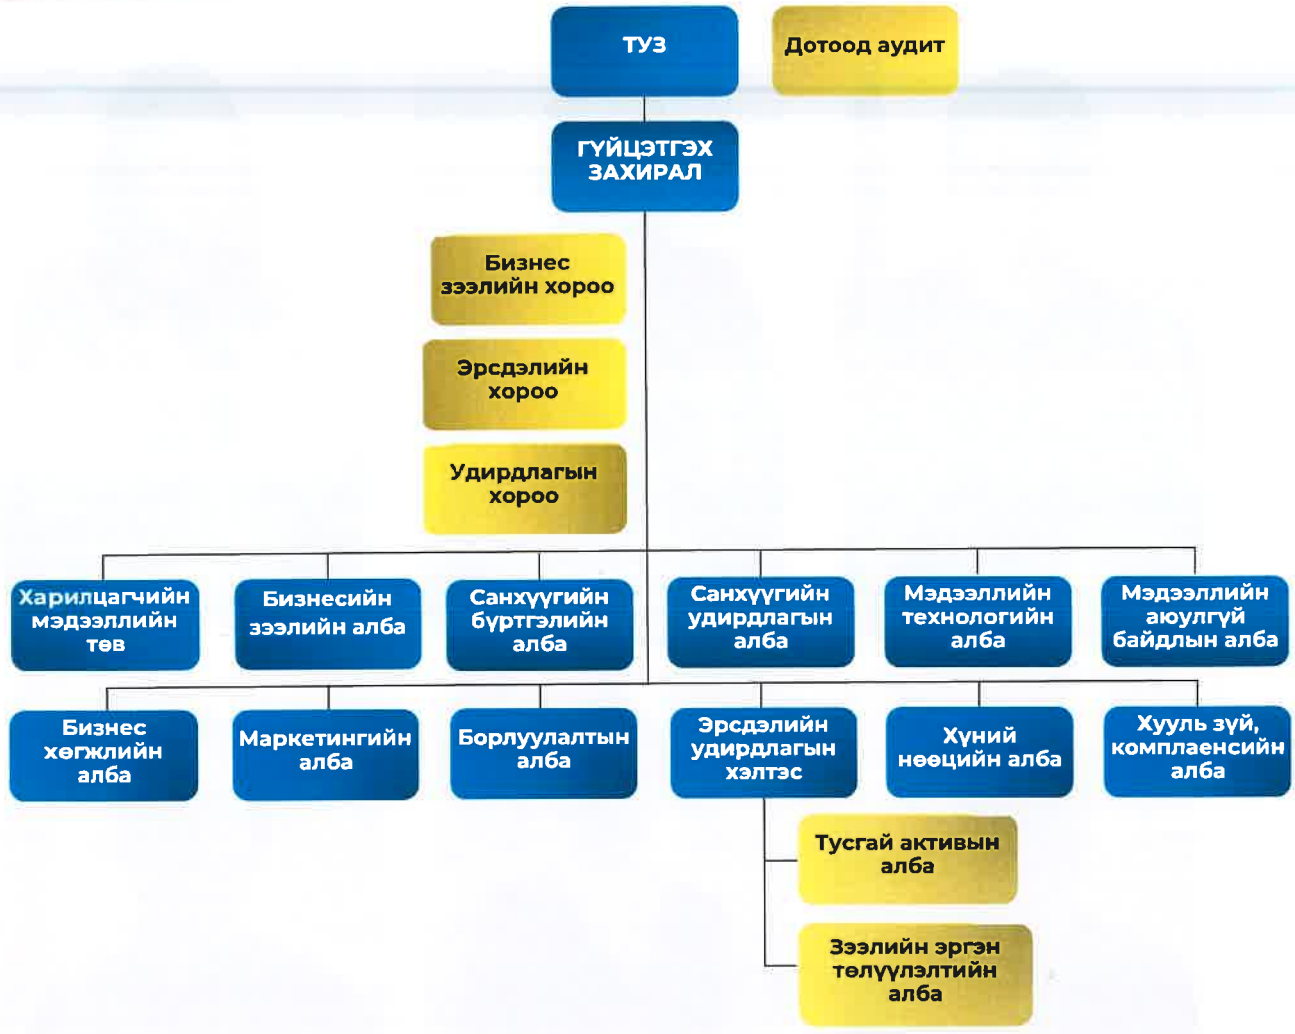 ТУЗ
Дотоод аудит
ГҮЙЦЭТГЭХ
ЗАХИРАЛ
Бизнес
зээлийн хороо
Эрсдэлийн
хороо
Удирдлагын
хороо
Харилцагчийн
мэдээллийн
төв
Бизнесийн
зээлийн алба
Санхүүгийн
бүртгэлийн
алба
Санхүүгийн
удирдлагын
алба
Мэдээллийн
технологийн
алба
Мэдээллийн
аюулгүй
байдлын алба
Бизнес
хөгжлийн
алба
Маркетингийн
алба
Борлуулалтын
алба
Эрсдэлийн
удирдлагын
хэлтэс
Хүний
нөөцийн алба
Хууль зүй,
комплаенсийн
алба
Тусгай активын
алба
Зээлийн эргэн
төлүүлэлтийн
алба